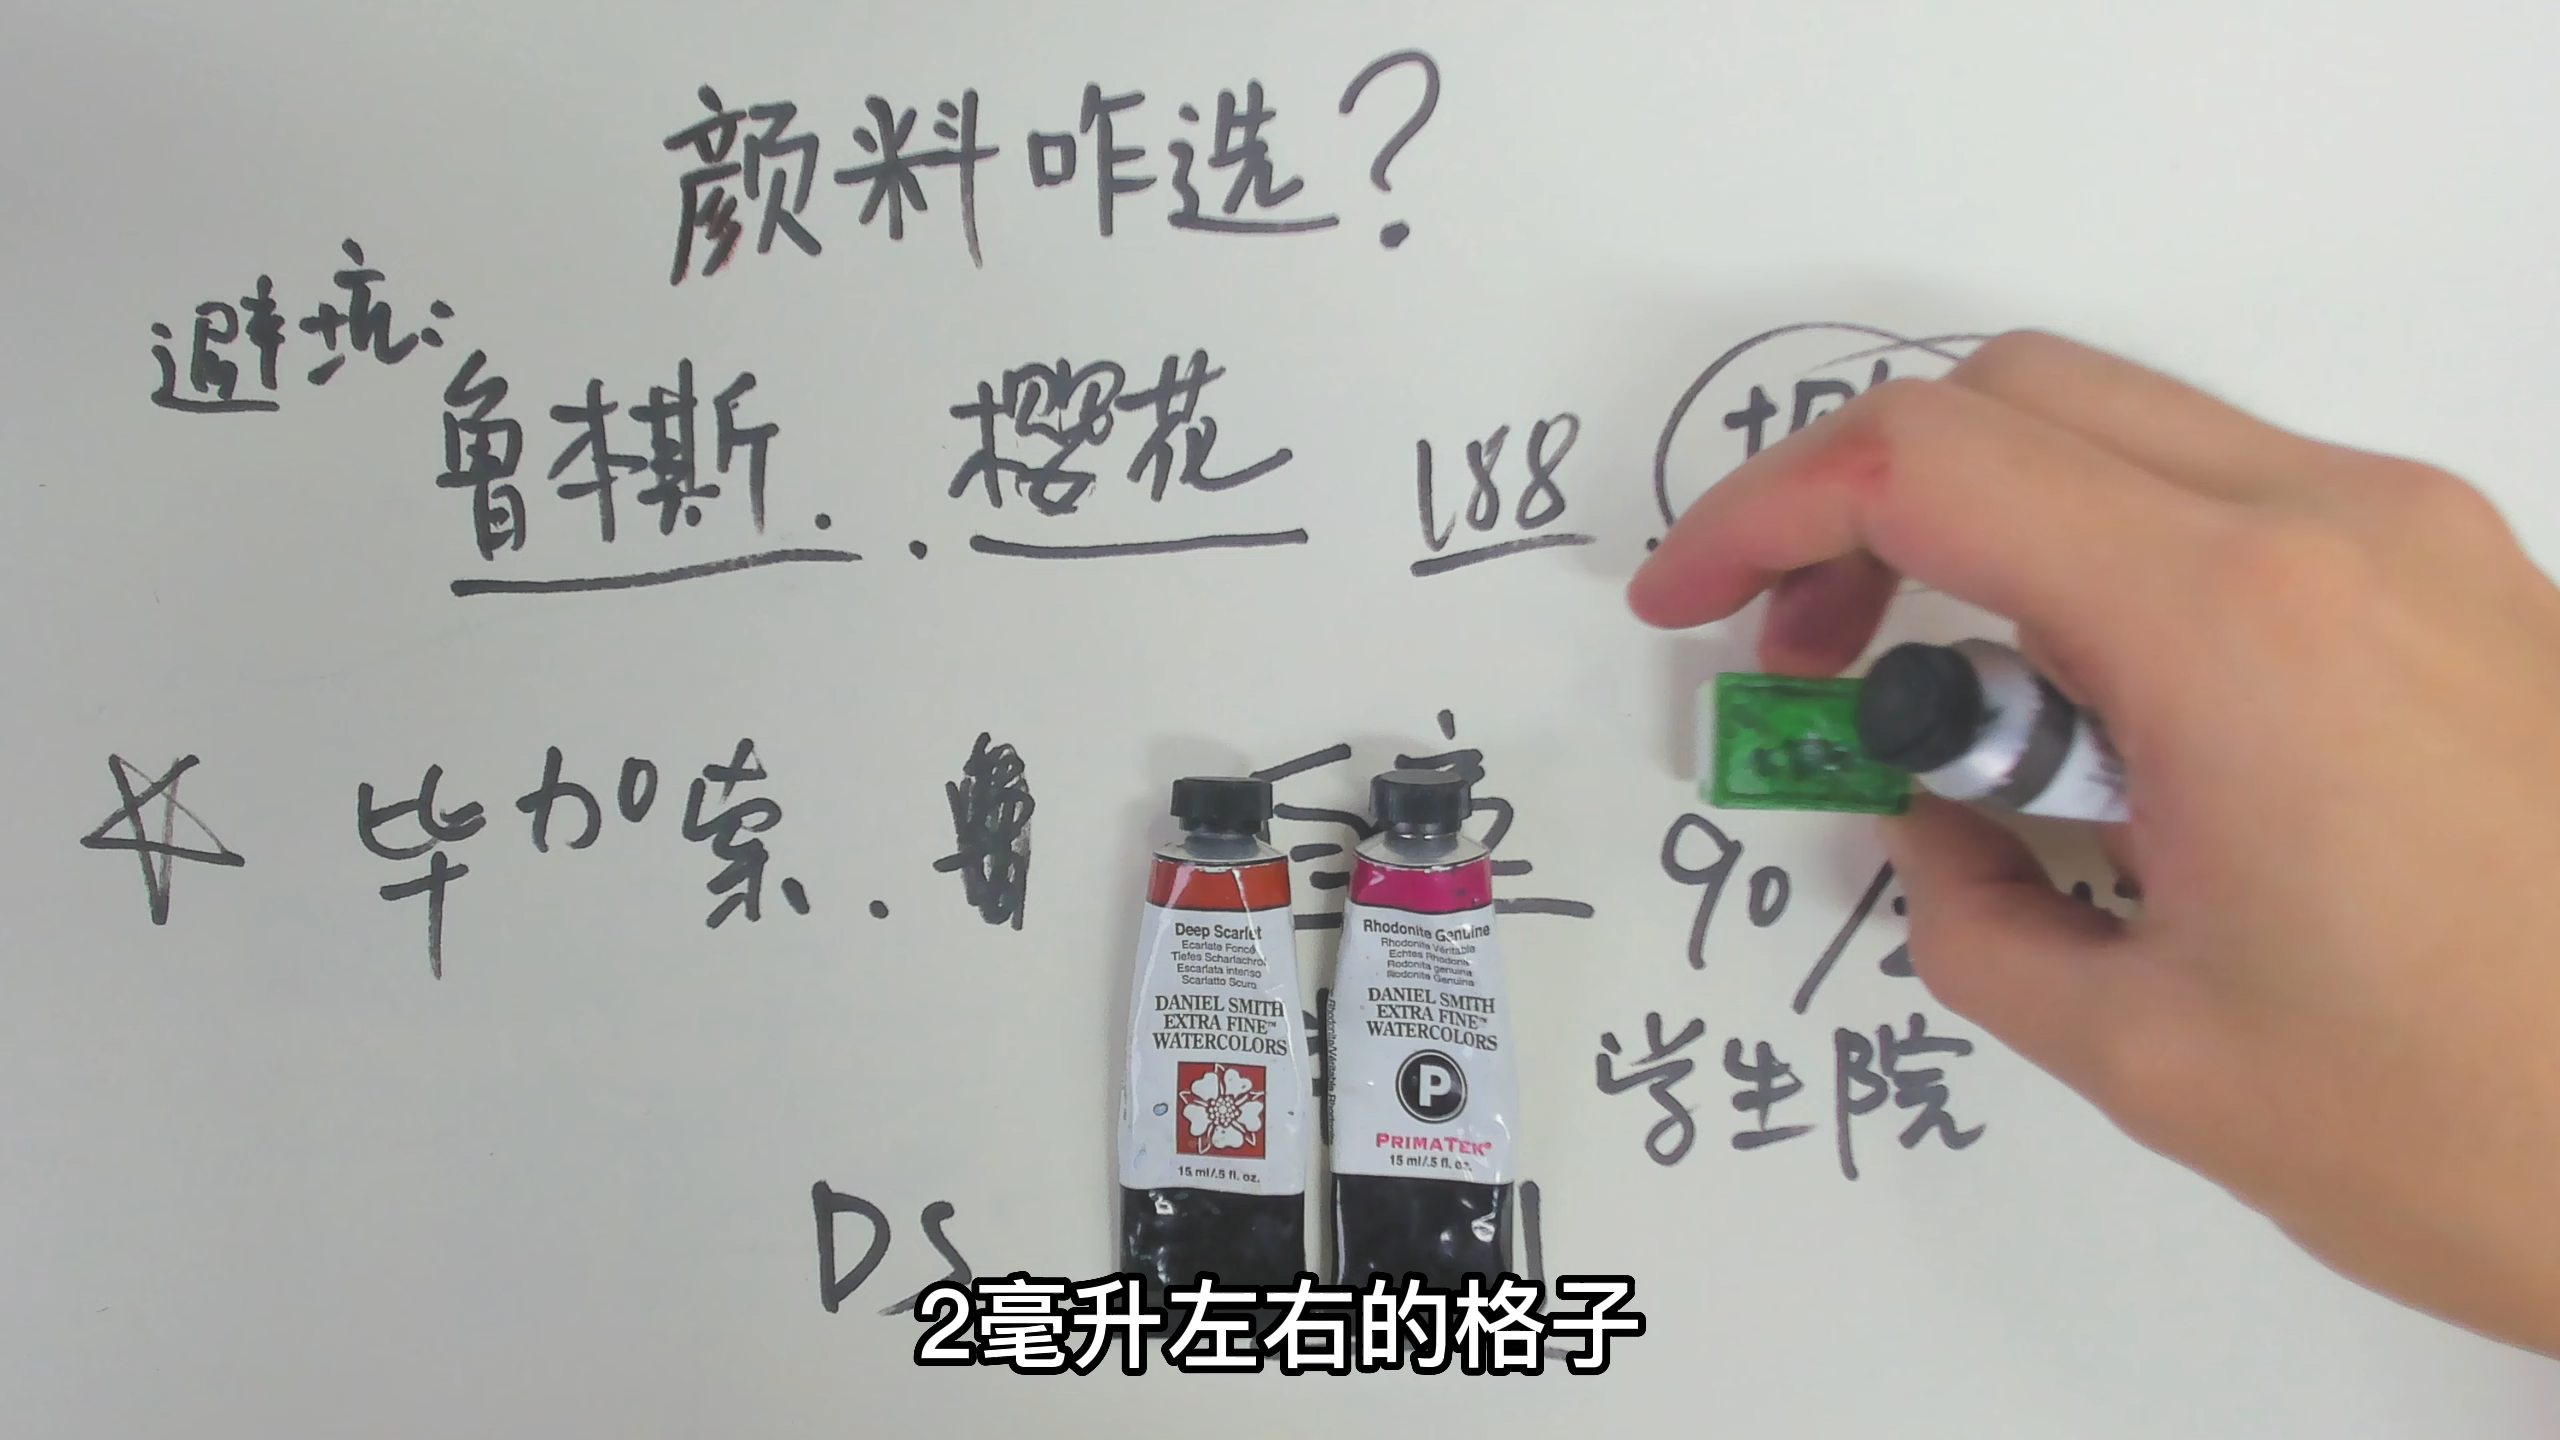 颜料咋选?
避坑:
鲁本斯. . 樱花 188 .
毕加索.
90/
学生院
DS
Deep Scarlet
Ecarlate Foncé
Tiefes Scharlachrot
Escarlata intenso
Scarlatto Scuro
DANIEL SMITH
EXTRA FINE™
WATERCOLORS
15 ml/.5 fl. oz.
Rhodonite Genuine
Rhodonite Véritable
Echtes Rhodonit
Rodonita genuina
Rodonite Genuina
DANIEL SMITH
EXTRA FINE™
WATERCOLORS
P
PRIMATEK®
15 ml/.5 fl. oz.
2毫升左右的格子